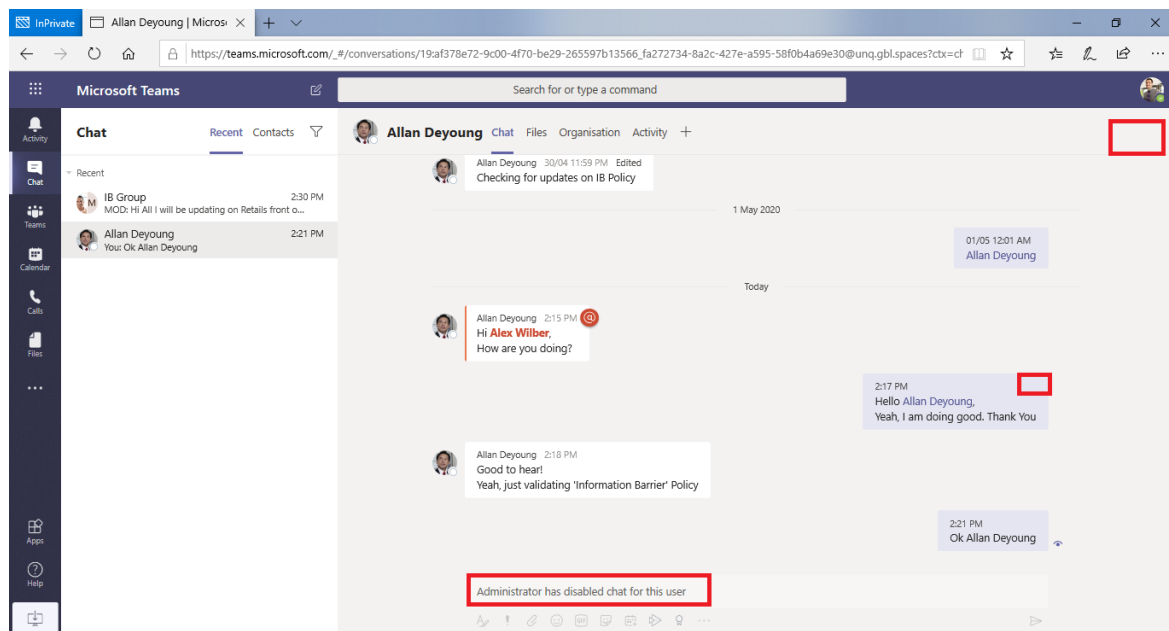 InPrivate
Allan Deyoung | Micros
https://teams.microsoft.com/_#/conversations/19:af378e72-9c00-4f70-be29-265597b13566_fa272734-8a2c-427e-a595-58f0b4a69e30@unq.gbl.spaces?ctx=ch
Microsoft Teams
Search for or type a command
Activity
Chat
Teams
Calendar
Calls
Files
Apps
Help
Chat
Recent
Contacts
Recent
M
IB Group
2:30 PM
MOD: Hi All I will be updating on Retails front o...
Allan Deyoung
2:21 PM
You: Ok Allan Deyoung
Allan Deyoung
Chat
Files
Organisation
Activity
Allan Deyoung 30/04 11:59 PM Edited
Checking for updates on IB Policy
1 May 2020
01/05 12:01 AM
Allan Deyoung
Today
Allan Deyoung 2:15 PM @
Hi Alex Wilber,
How are you doing?
2:17 PM
Hello Allan Deyoung,
Yeah, I am doing good. Thank You
Allan Deyoung 2:18 PM
Good to hear!
Yeah, just validating 'Information Barrier' Policy
2:21 PM
Ok Allan Deyoung
Administrator has disabled chat for this user
GIF